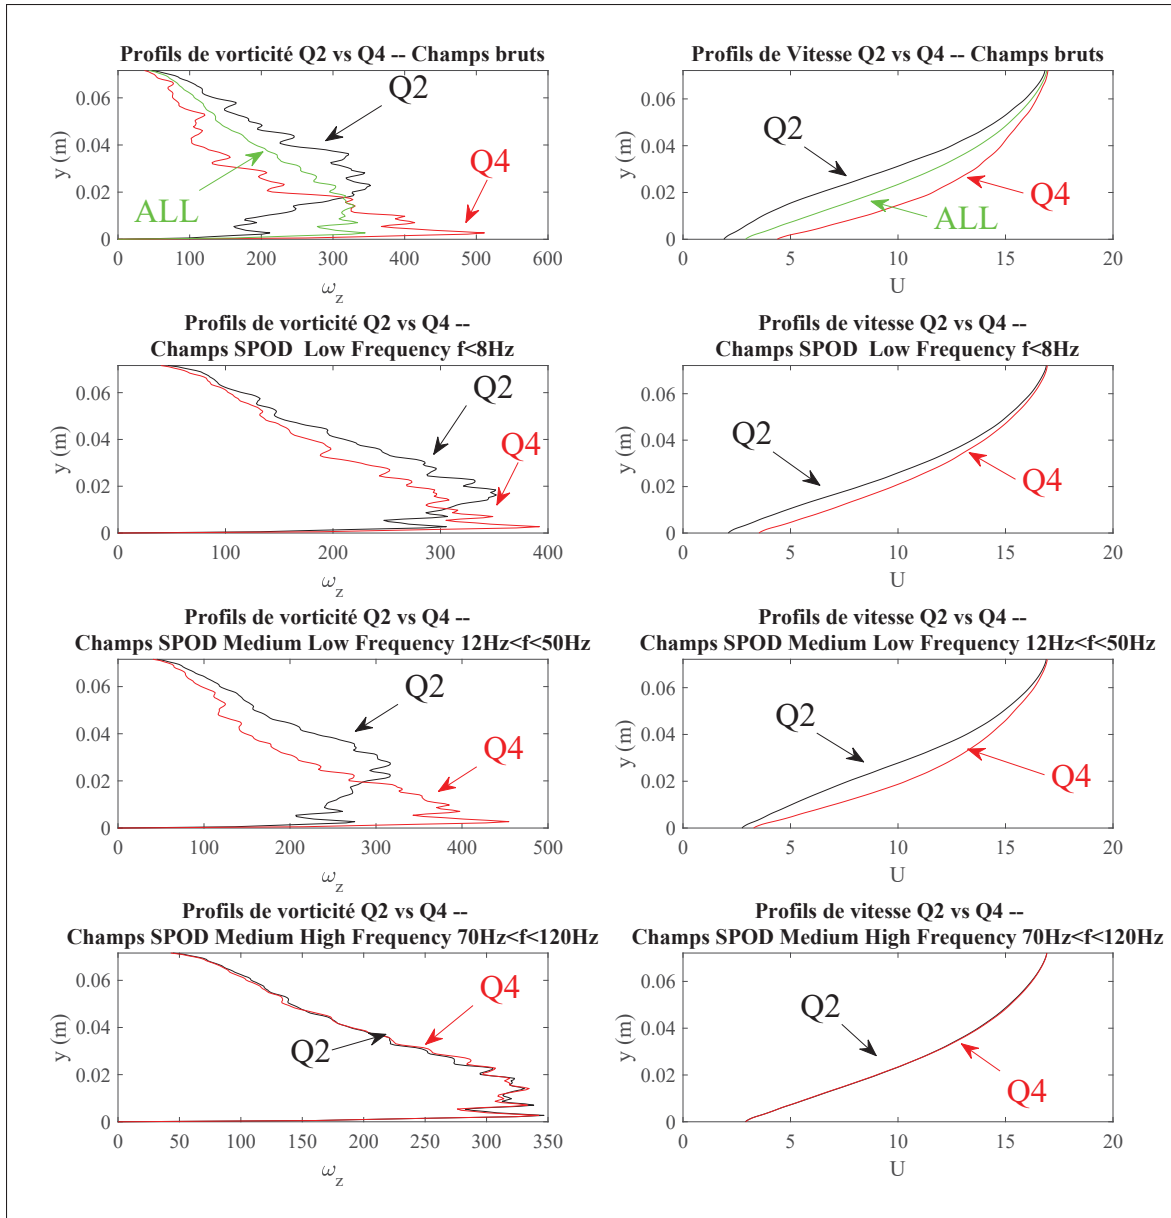 Profils de vorticité Q2 vs Q4 -- Champs bruts
0.06
0.04
0.02
0
y (m)
Q2
Q4
ALL
0 100 200 300 400 500 600
ω_z
Profils de Vitesse Q2 vs Q4 -- Champs bruts
0.06
0.04
0.02
0
y (m)
Q2
Q4
ALL
0 5 10 15 20
U
Profils de vorticité Q2 vs Q4 --
Champs SPOD Low Frequency f<8Hz
0.06
0.04
0.02
0
y (m)
Q2
Q4
0 100 200 300 400
ω_z
Profils de vitesse Q2 vs Q4 --
Champs SPOD Low Frequency f<8Hz
0.06
0.04
0.02
0
y (m)
Q2
Q4
0 5 10 15 20
U
Profils de vorticité Q2 vs Q4 --
Champs SPOD Medium Low Frequency 12Hz<f<50Hz
0.06
0.04
0.02
0
y (m)
Q2
Q4
0 100 200 300 400 500
ω_z
Profils de vitesse Q2 vs Q4 --
Champs SPOD Medium Low Frequency 12Hz<f<50Hz
0.06
0.04
0.02
0
y (m)
Q2
Q4
0 5 10 15 20
U
Profils de vorticité Q2 vs Q4 --
Champs SPOD Medium High Frequency 70Hz<f<120Hz
0.06
0.04
0.02
0
y (m)
Q4
Q2
0 50 100 150 200 250 300 350
ω_z
Profils de vitesse Q2 vs Q4 --
Champs SPOD Medium High Frequency 70Hz<f<120Hz
0.06
0.04
0.02
0
y (m)
Q2
Q4
0 5 10 15 20
U